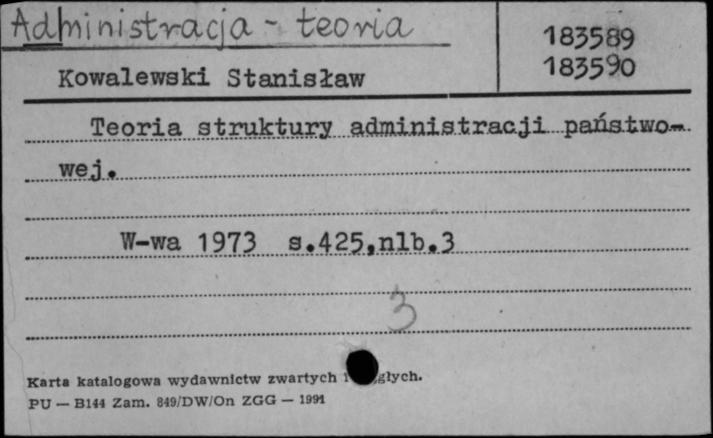 Administracja - teoria
183589
183590
Kowalewski Stanisław
Teoria struktury administracji państwo-
wej.
W-wa 1973 s.425,nlb.3
3
Karta katalogowa wydawnictw zwartych i głych.
PU — B144 Zam. 849/DW/On ZGG — 1991